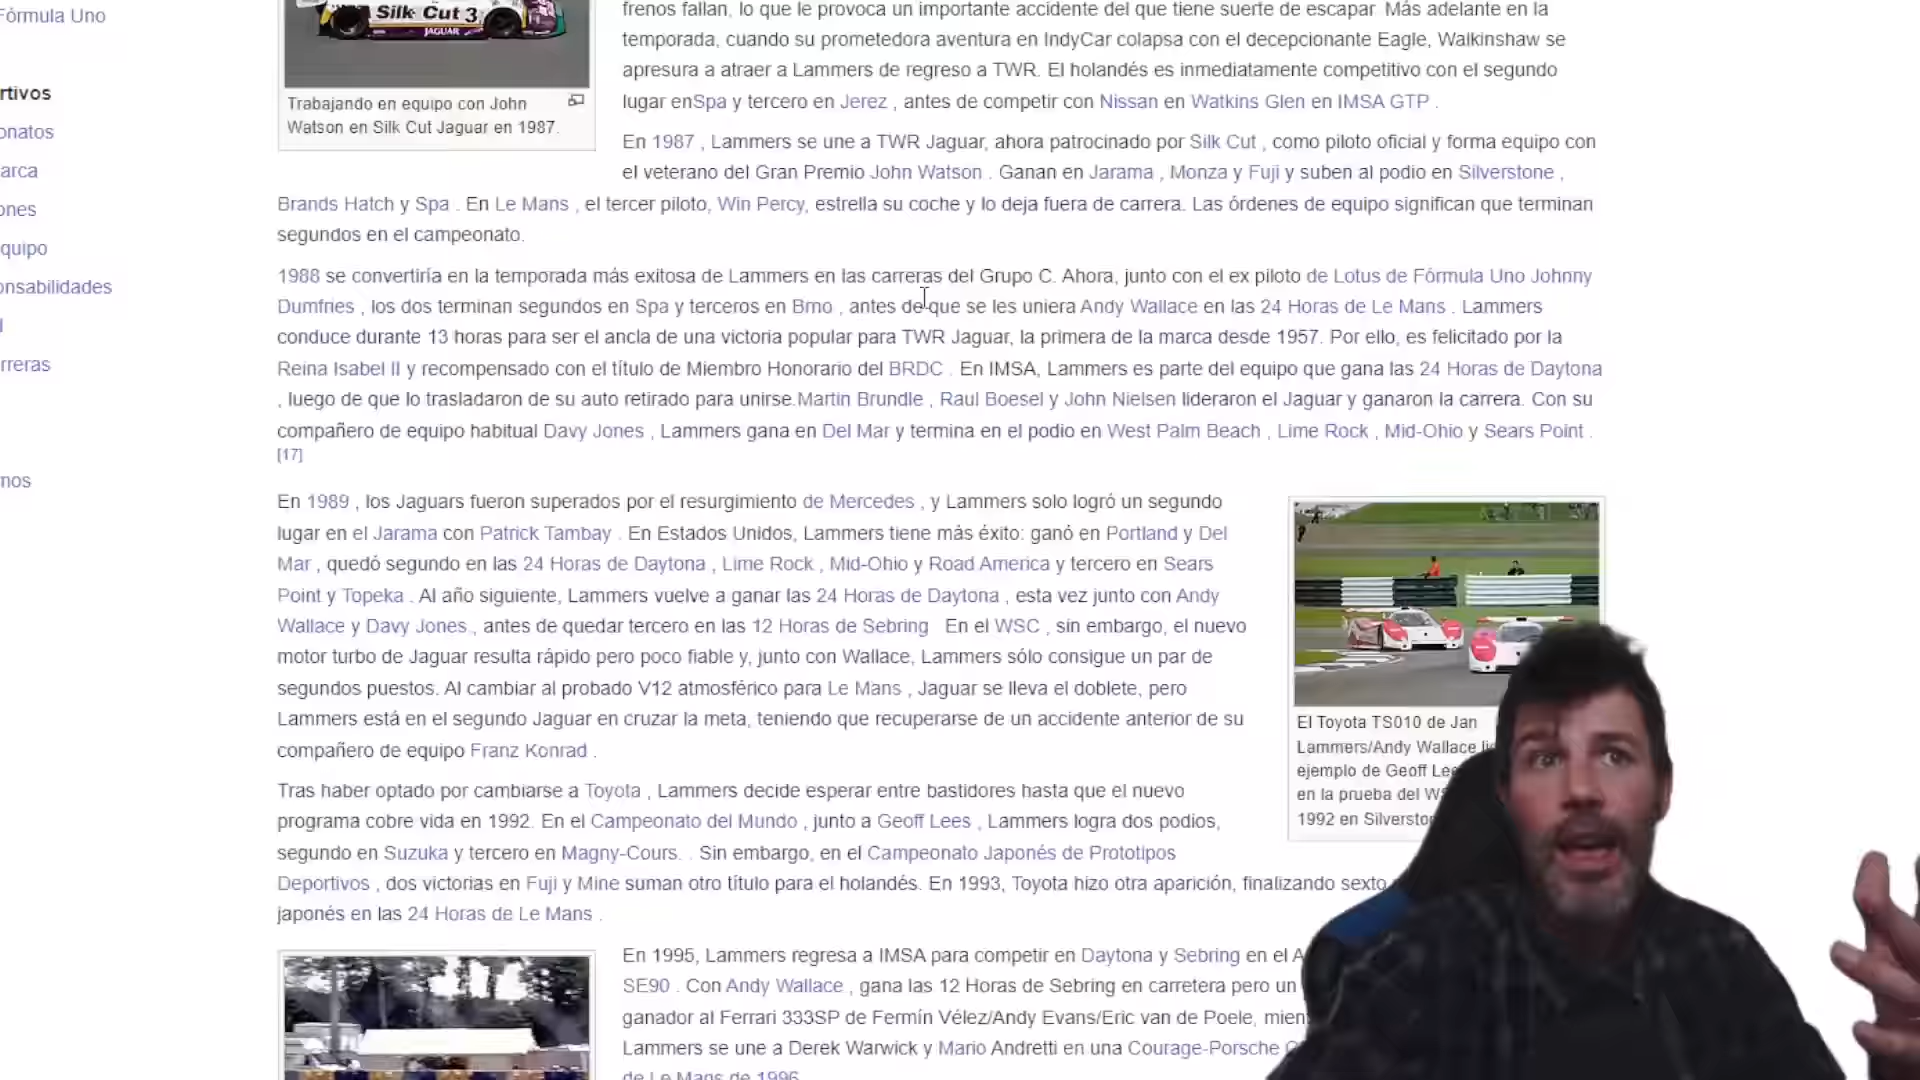 Fórmula Uno
rtivos
onatos
arca
ones
quipo
onsabilidades
l
rreras
nos
Silk Cut 3
JAGUAR
Trabajando en equipo con John
Watson en Silk Cut Jaguar en 1987.
frenos fallan, lo que le provoca un importante accidente del que tiene suerte de escapar. Más adelante en la
temporada, cuando su prometedora aventura en IndyCar colapsa con el decepcionante Eagle, Walkinshaw se
apresura a atraer a Lammers de regreso a TWR. El holandés es inmediatamente competitivo con el segundo
lugar enSpa y tercero en Jerez , antes de competir con Nissan en Watkins Glen en IMSA GTP .
En 1987 , Lammers se une a TWR Jaguar, ahora patrocinado por Silk Cut , como piloto oficial y forma equipo con
el veterano del Gran Premio John Watson . Ganan en Jarama , Monza y Fuji y suben al podio en Silverstone ,
Brands Hatch y Spa . En Le Mans , el tercer piloto, Win Percy, estrella su coche y lo deja fuera de carrera. Las órdenes de equipo significan que terminan
segundos en el campeonato.
1988 se convertiría en la temporada más exitosa de Lammers en las carreras del Grupo C. Ahora, junto con el ex piloto de Lotus de Fórmula Uno Johnny
Dumfries , los dos terminan segundos en Spa y terceros en Brno , antes de que se les uniera Andy Wallace en las 24 Horas de Le Mans . Lammers
conduce durante 13 horas para ser el ancla de una victoria popular para TWR Jaguar, la primera de la marca desde 1957. Por ello, es felicitado por la
Reina Isabel II y recompensado con el título de Miembro Honorario del BRDC . En IMSA, Lammers es parte del equipo que gana las 24 Horas de Daytona
, luego de que lo trasladaron de su auto retirado para unirse.Martin Brundle , Raul Boesel y John Nielsen lideraron el Jaguar y ganaron la carrera. Con su
compañero de equipo habitual Davy Jones , Lammers gana en Del Mar y termina en el podio en West Palm Beach , Lime Rock , Mid-Ohio y Sears Point .
[17]
En 1989 , los Jaguars fueron superados por el resurgimiento de Mercedes , y Lammers solo logró un segundo
lugar en el Jarama con Patrick Tambay . En Estados Unidos, Lammers tiene más éxito: ganó en Portland y Del
Mar , quedó segundo en las 24 Horas de Daytona , Lime Rock , Mid-Ohio y Road America y tercero en Sears
Point y Topeka . Al año siguiente, Lammers vuelve a ganar las 24 Horas de Daytona , esta vez junto con Andy
Wallace y Davy Jones , antes de quedar tercero en las 12 Horas de Sebring En el WSC , sin embargo, el nuevo
motor turbo de Jaguar resulta rápido pero poco fiable y, junto con Wallace, Lammers sólo consigue un par de
segundos puestos. Al cambiar al probado V12 atmosférico para Le Mans , Jaguar se lleva el doblete, pero
Lammers está en el segundo Jaguar en cruzar la meta, teniendo que recuperarse de un accidente anterior de su
compañero de equipo Franz Konrad .
El Toyota TS010 de Jan
Lammers/Andy Wallace
ejemplo de Geoff Lee
en la prueba del W
1992 en Silversto
Tras haber optado por cambiarse a Toyota , Lammers decide esperar entre bastidores hasta que el nuevo
programa cobre vida en 1992. En el Campeonato del Mundo , junto a Geoff Lees , Lammers logra dos podios,
segundo en Suzuka y tercero en Magny-Cours. . Sin embargo, en el Campeonato Japonés de Prototipos
Deportivos , dos victorias en Fuji y Mine suman otro título para el holandés. En 1993, Toyota hizo otra aparición, finalizando sexto
japonés en las 24 Horas de Le Mans .
En 1995, Lammers regresa a IMSA para competir en Daytona y Sebring en el A
SE90 . Con Andy Wallace , gana las 12 Horas de Sebring en carretera pero un
ganador al Ferrari 333SP de Fermín Vélez/Andy Evans/Eric van de Poele, mien
Lammers se une a Derek Warwick y Mario Andretti en una Courage-Porsche
de Le Mans de 1996